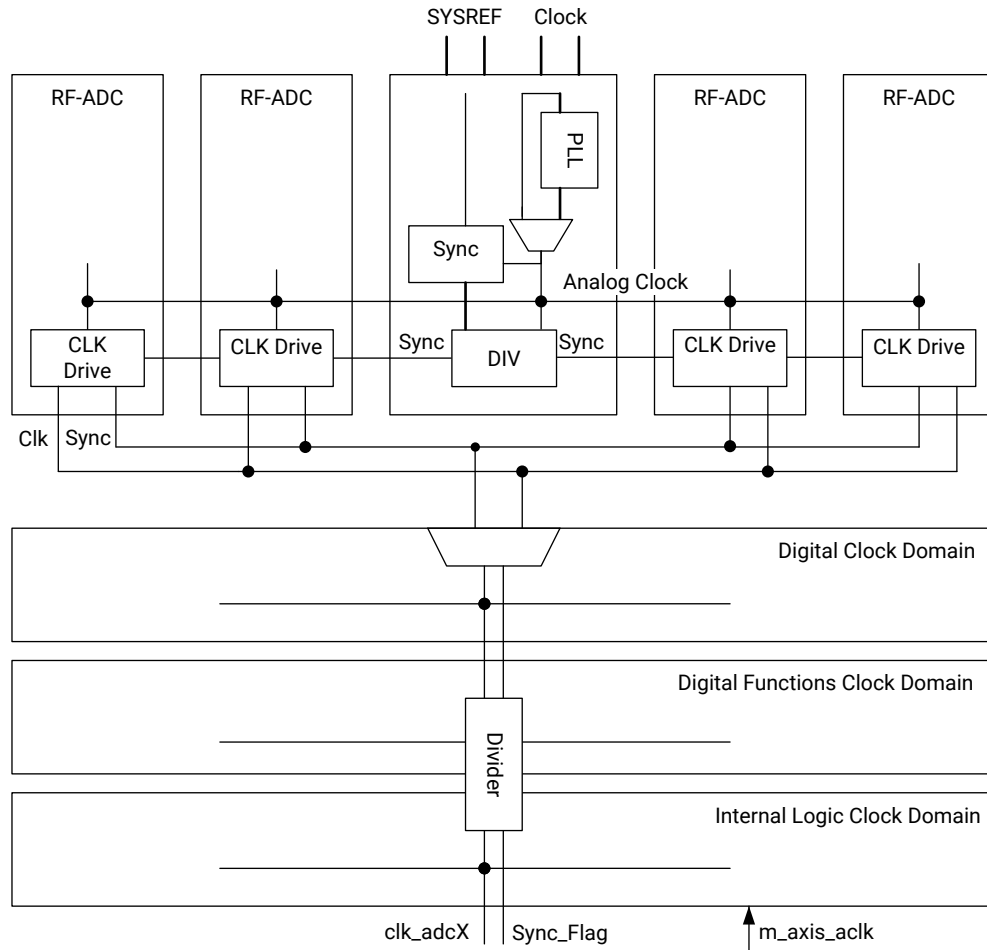 SYSREF Clock
RF-ADC RF-ADC RF-ADC RF-ADC
PLL
Sync
Analog Clock
CLK
Drive
CLK Drive
Sync
DIV
Sync
CLK Drive
CLK Drive
Clk Sync
Digital Clock Domain
Digital Functions Clock Domain
Divider
Internal Logic Clock Domain
clk_adcX Sync_Flag m_axis_aclk